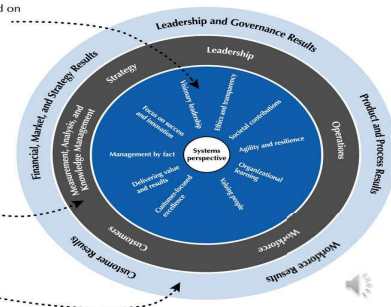 d on
Leadership and Governance Results
Product and Process Results
Workforce Results
Customer Results
Financial, Market, and Strategy Results
Leadership
Operations
Workforce
Customers
Measurement, Analysis, and
Knowledge Management
Strategy
Visionary leadership
Ethics and transparency
Societal contributions
Agility and resilience
Organizational
learning
Valuing people
Customer-focused
excellence
Delivering value
and results
Management by fact
Focus on success
and innovation
Systems
perspective